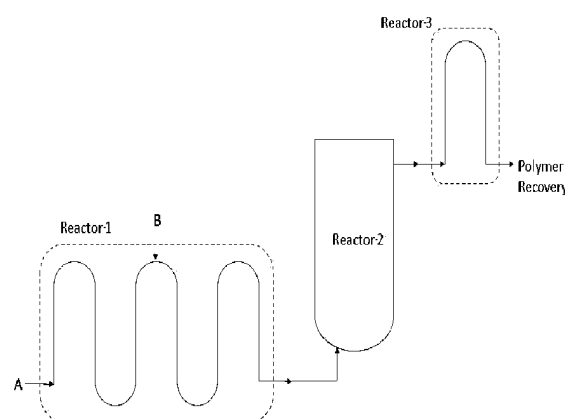 Reactor-3
Polymer
Recovery
B
Reactor-1
Reactor-2
A